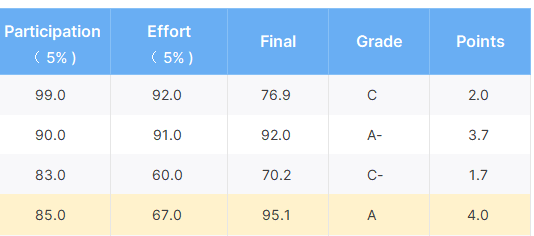 Participation Effort Final Grade Points
( 5% ) ( 5% )
99.0 92.0 76.9 C 2.0
90.0 91.0 92.0 A- 3.7
83.0 60.0 70.2 C- 1.7
85.0 67.0 95.1 A 4.0